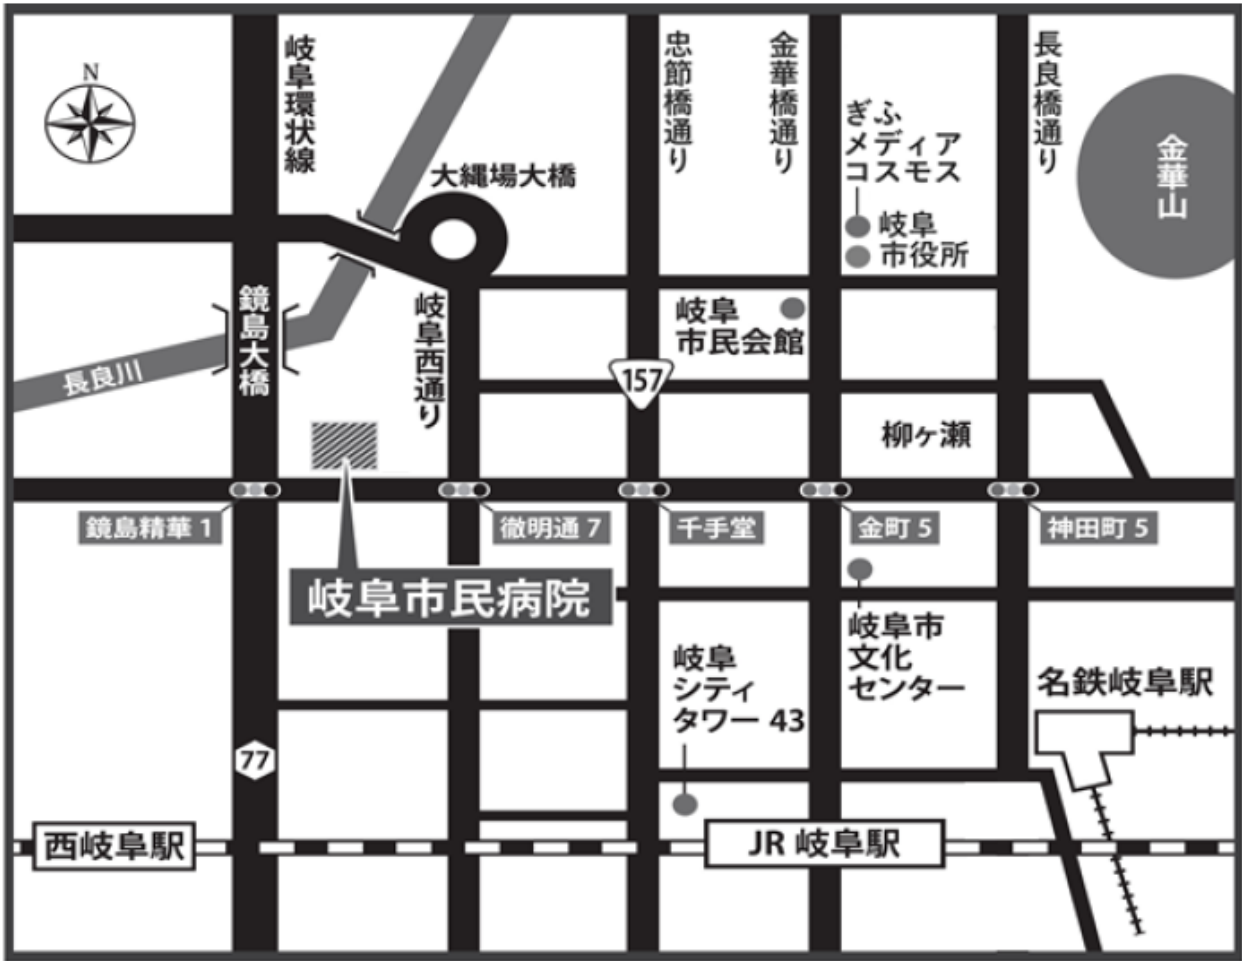 N
岐阜環状線
忠節橋通り
金華橋通り
長良橋通り
ぎふ
メディア
コスモス
岐阜
市役所
金華山
大縄場大橋
鏡島大橋
岐阜西通り
岐阜
市民会館
長良川
157
柳ヶ瀬
鏡島精華 1
徹明通 7
千手堂
金町 5
神田町 5
岐阜市民病院
岐阜市
文化
センター
岐阜
シティ
タワー 43
名鉄岐阜駅
77
西岐阜駅
JR 岐阜駅